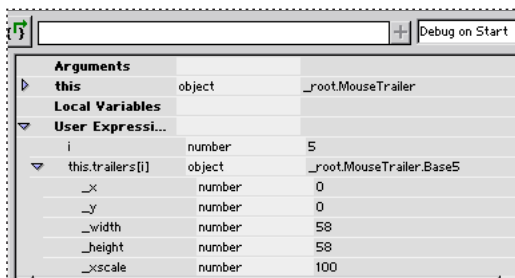 {} Debug on Start
Arguments
this object _root.MouseTrailer
Local Variables
User Expressi...
i number 5
this.trailers[i] object _root.MouseTrailer.Base5
_x number 0
_y number 0
_width number 58
_height number 58
_xscale number 100